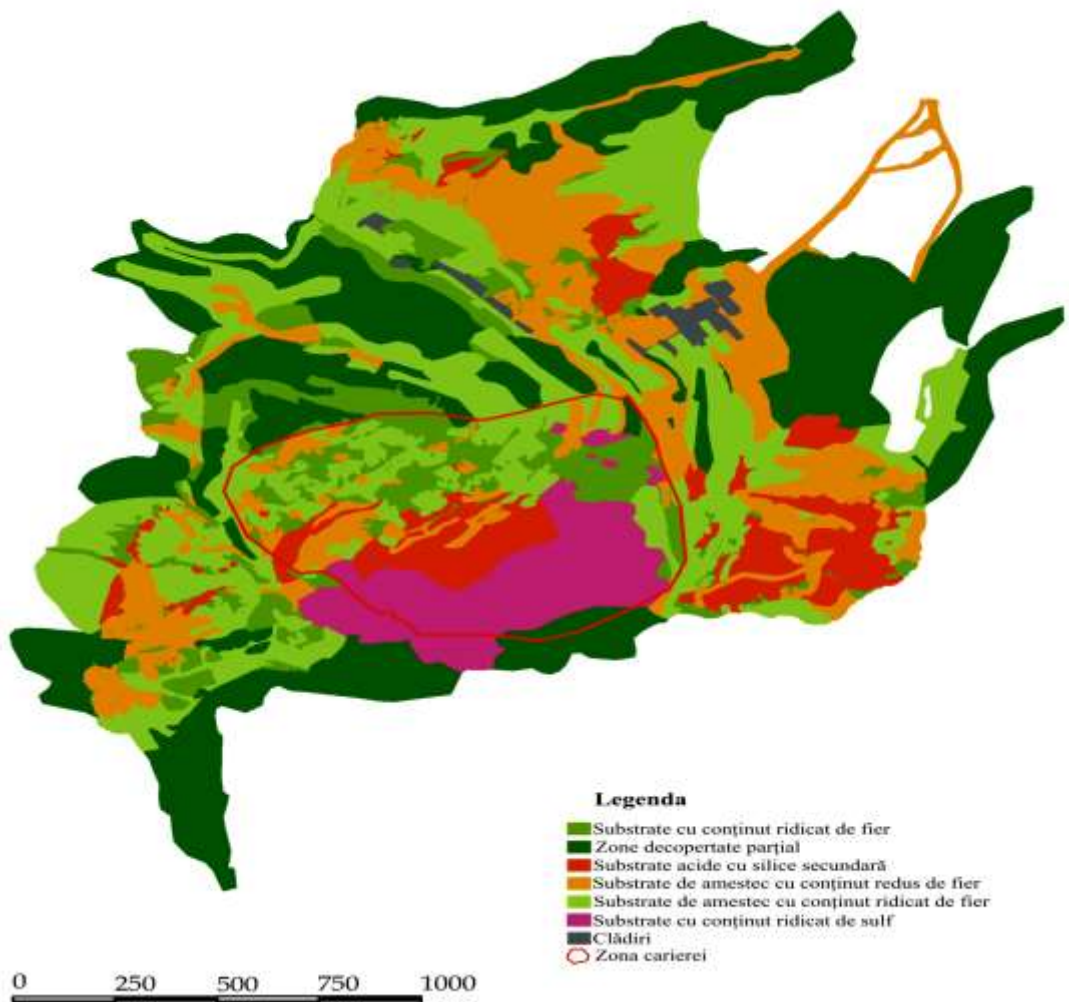 Legenda
Substrate cu conținut ridicat de fier
Zone decopertate parțial
Substrate acide cu silice secundară
Substrate de amestec cu conținut redus de fier
Substrate de amestec cu conținut ridicat de fier
Substrate cu conținut ridicat de sulf
Clădiri
Zona carierei
0 250 500 750 1000